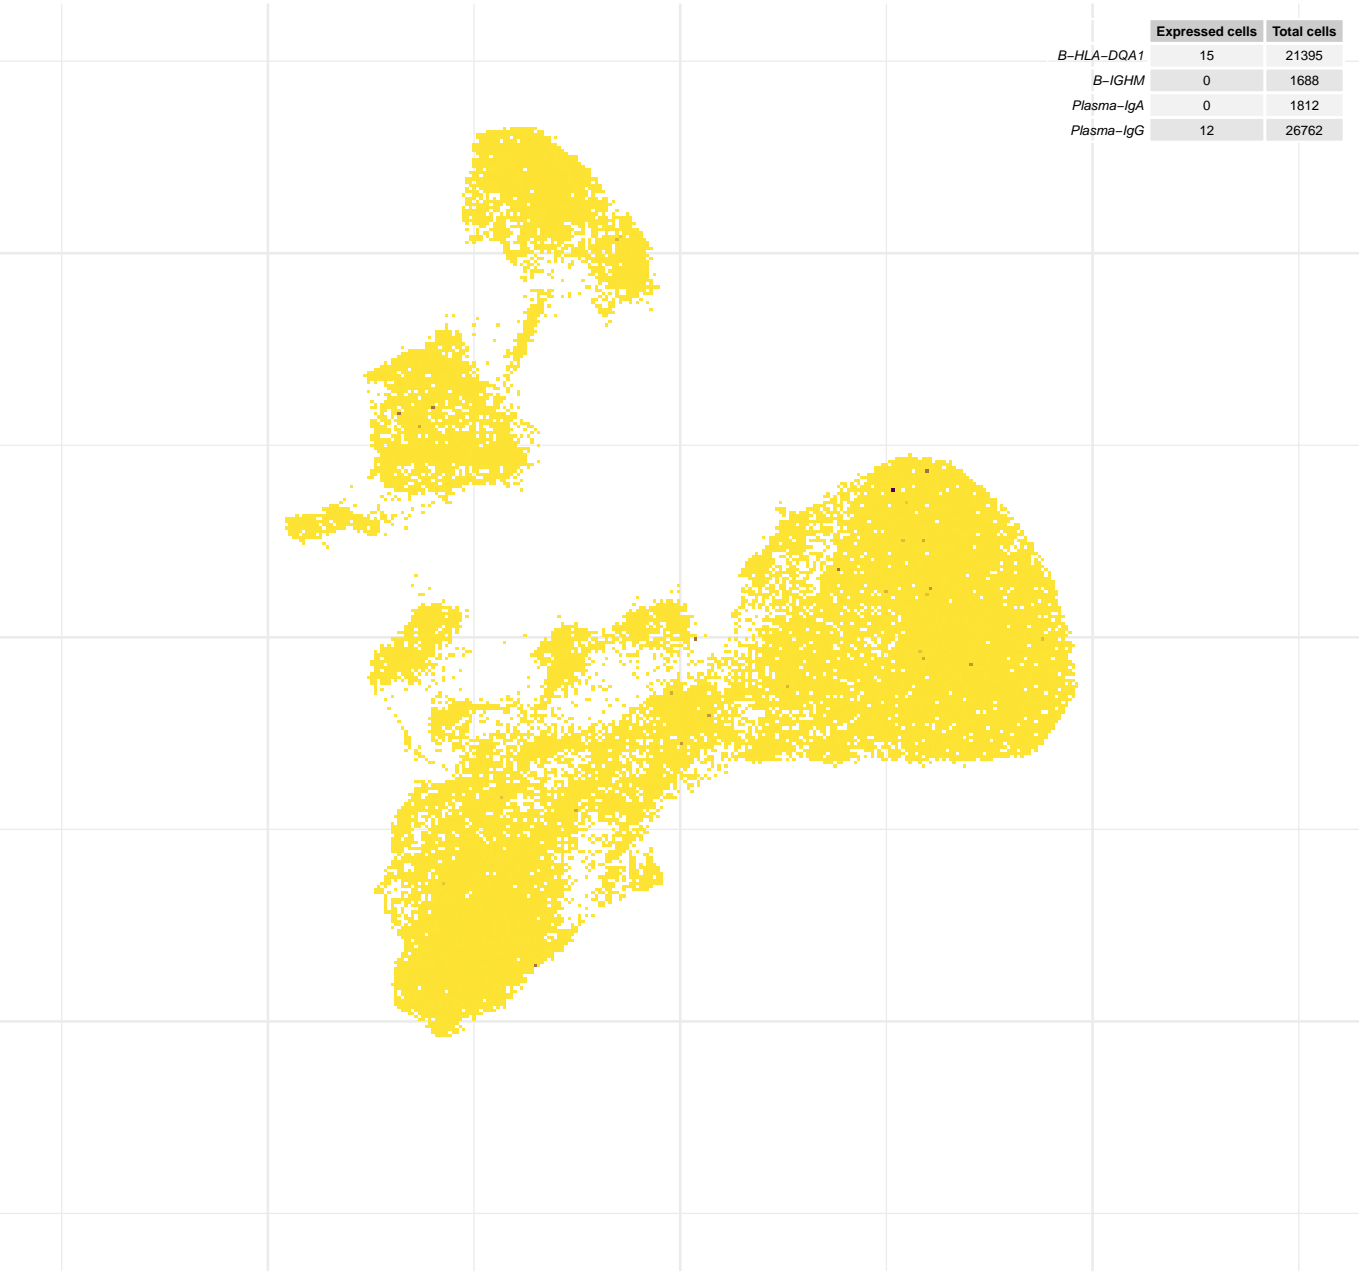 Expressed cells Total cells
B−HLA−DQA1 15 21395
B−IGHM 0 1688
Plasma−IgA 0 1812
Plasma−IgG 12 26762